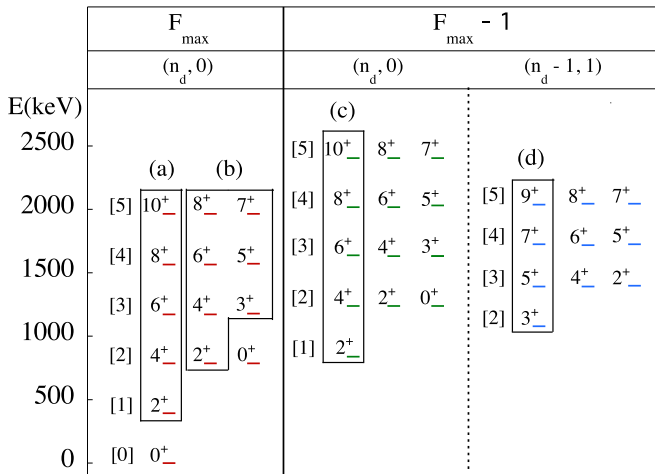 F_max F_max - 1
(n_d,0) (n_d,0) (n_d-1,1)
E(keV)
(c)
2500 [5] 10+ 8+ 7+
(a) (b) (d)
2000 [5] 10+ 8+ 7+ [4] 8+ 6+ 5+ [5] 9+ 8+ 7+
[4] 7+ 6+ 5+
1500 [4] 8+ 6+ 5+ [3] 6+ 4+ 3+ [3] 5+ 4+ 2+
[3] 6+ 4+ 3+ [2] 4+ 2+ 0+ [2] 3+
1000 [2] 4+ 2+ 0+ [1] 2+
500 [1] 2+
0 [0] 0+